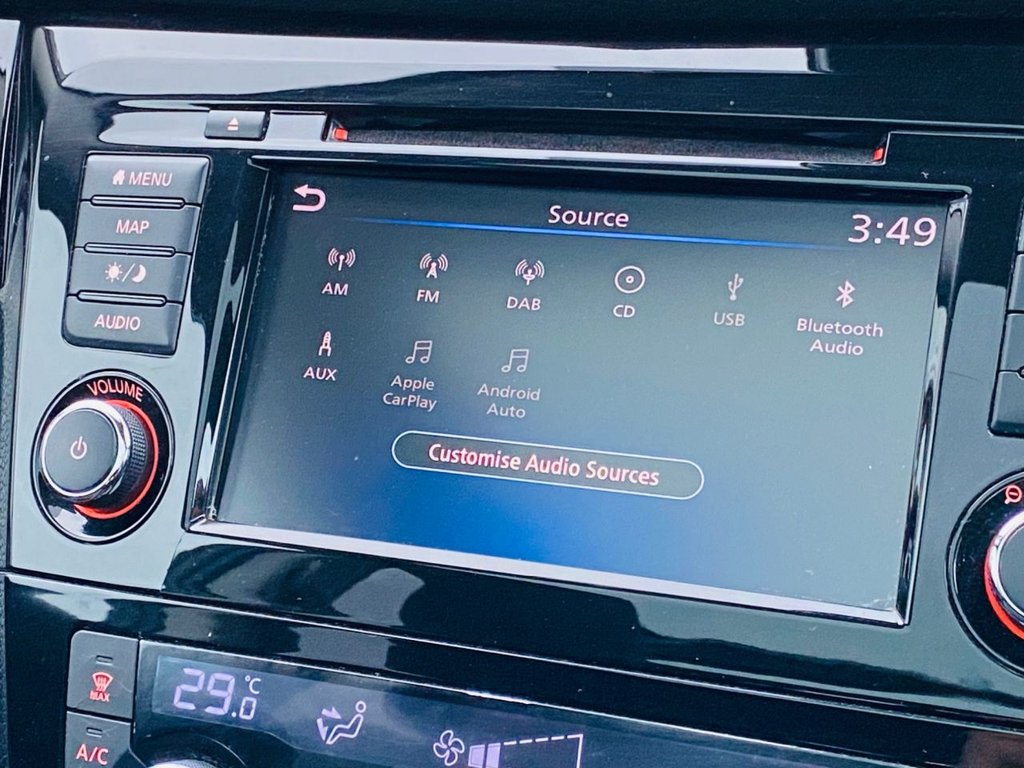 MENU
MAP
AUDIO
VOLUME
Source
3:49
AM
FM
DAB
CD
USB
Bluetooth
Audio
AUX
Apple
CarPlay
Android
Auto
Customise Audio Sources
MAX
A/C
29.0°C